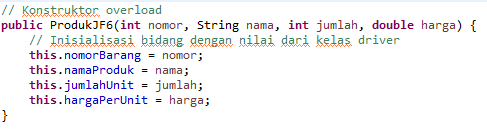 // Konstruktor overload
public ProdukJF6(int nomor, String nama, int jumlah, double harga) {
// Inisialisasi bidang dengan nilai dari kelas driver
this.nomorBarang = nomor;
this.namaProduk = nama;
this.jumlahUnit = jumlah;
this.hargaPerUnit = harga;
}